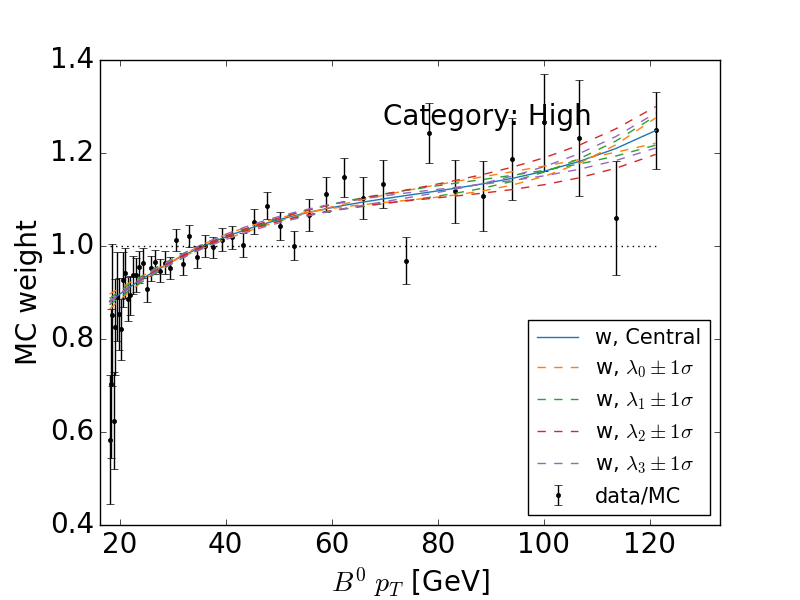 1.4
Category: High
1.2
1.0
0.8
0.6
0.4
MC weight
w, Central
w, λ₀ ± 1σ
w, λ₁ ± 1σ
w, λ₂ ± 1σ
w, λ₃ ± 1σ
data/MC
20 40 60 80 100 120
B⁰ p_T [GeV]